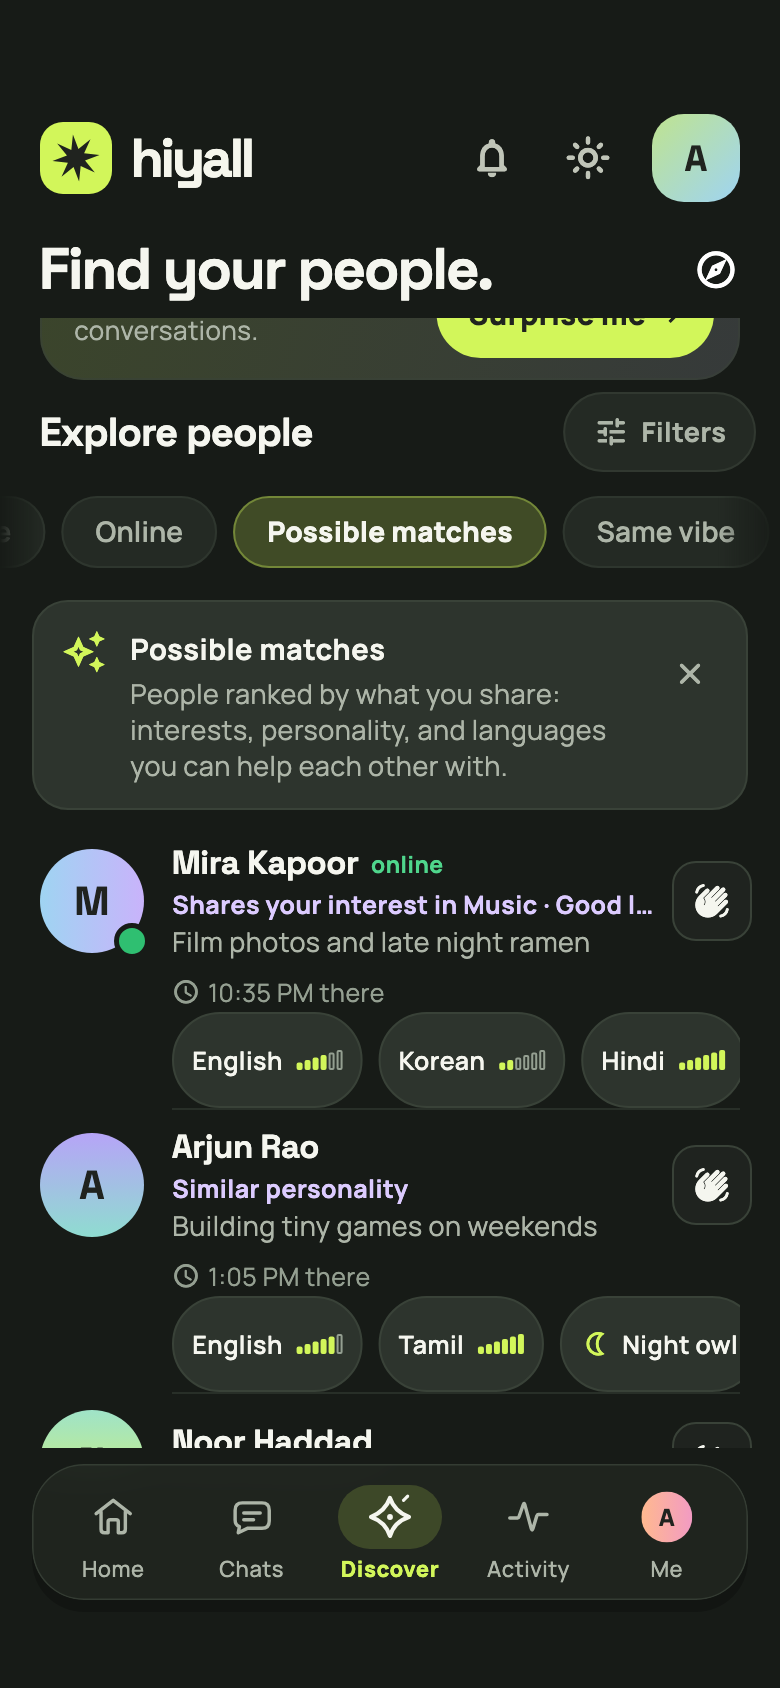 hiyall
A
Find your people.
conversations.
Surprise me
Explore people
Filters
e
Online
Possible matches
Same vibe
Possible matches
People ranked by what you share:
interests, personality, and languages
you can help each other with.
M
Mira Kapoor online
Shares your interest in Music · Good l…
Film photos and late night ramen
10:35 PM there
English
Korean
Hindi
A
Arjun Rao
Similar personality
Building tiny games on weekends
1:05 PM there
English
Tamil
Night owl
Noor Haddad
Home
Chats
Discover
Activity
A
Me